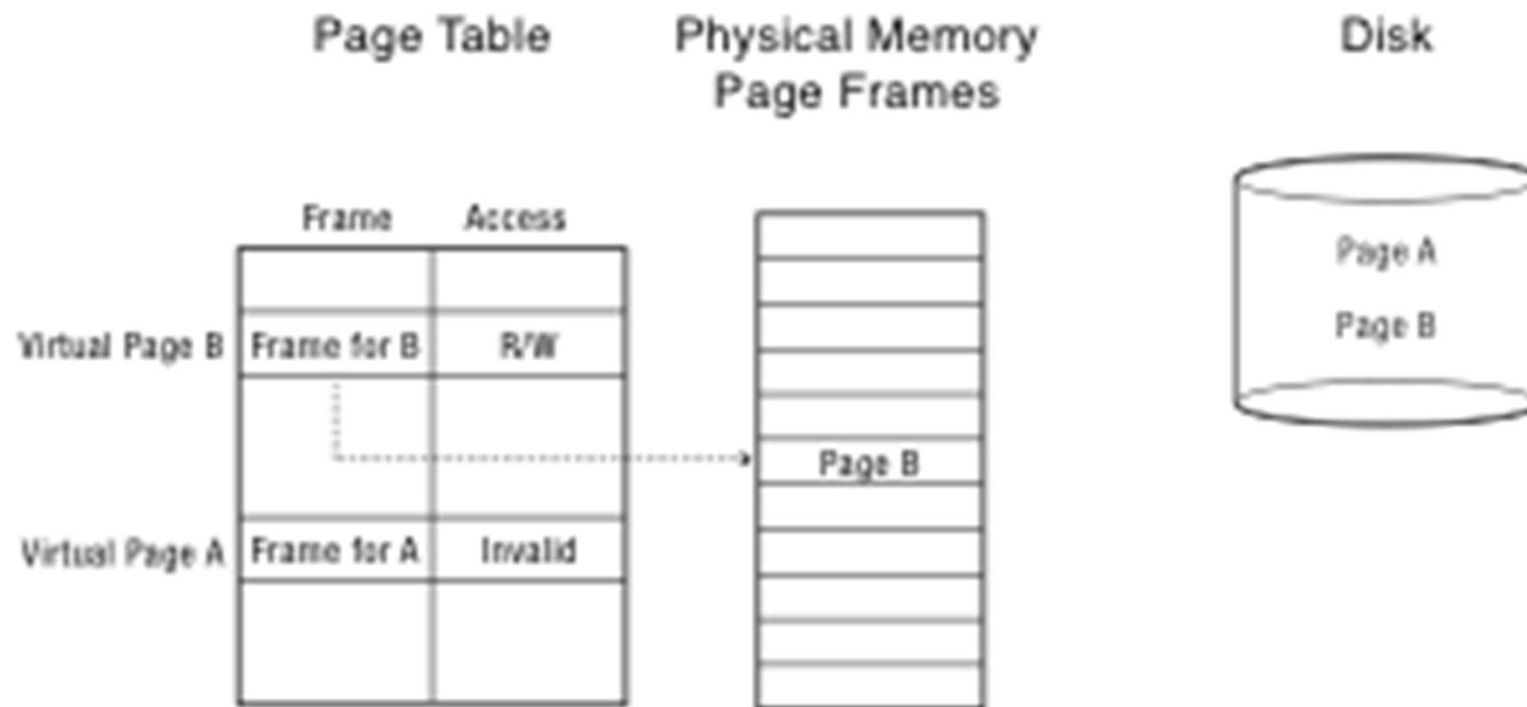 Page Table
Physical Memory
Page Frames
Disk
Frame Access
Virtual Page B Frame for B R/W
Page B
Virtual Page A Frame for A Invalid
Page A
Page B